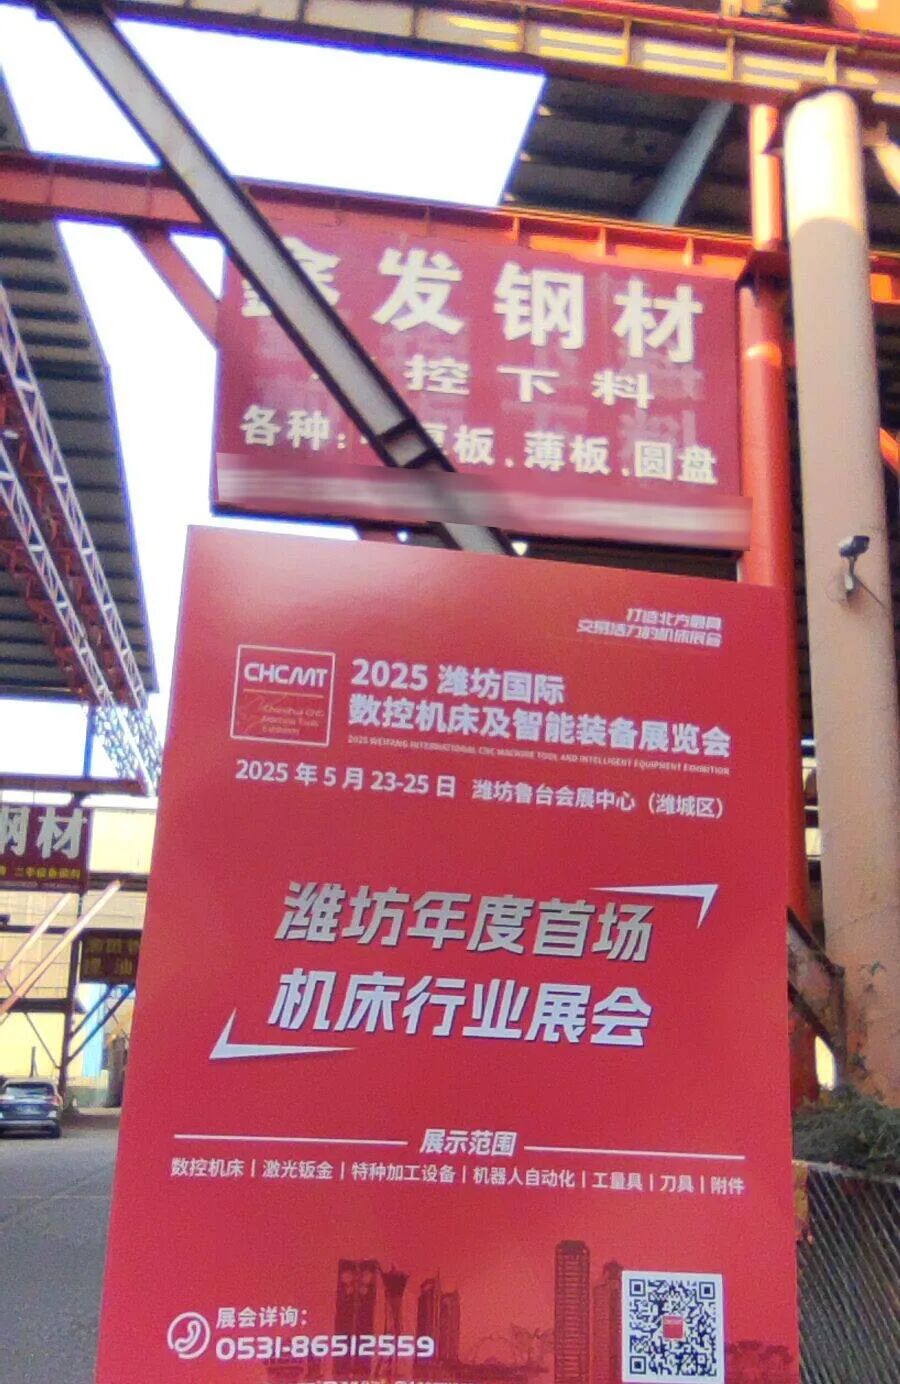 鑫发钢材
控下料
各种: 厚板.薄板.圆盘
打造北方最具
交易活力的机床展会
CHCMT
2025 潍坊国际
数控机床及智能装备展览会
2025 WEIFANG INTERNATIONAL CNC MACHINE TOOL AND INTELLIGENT EQUIPMENT EXHIBITION
2025 年 5 月 23-25 日 潍坊鲁台会展中心（潍城区）
钢材
潍坊年度首场
机床行业展会
展示范围
数控机床 | 激光钣金 | 特种加工设备 | 机器人自动化 | 工量具 | 刀具 | 附件
展会详询：
0531-86512559